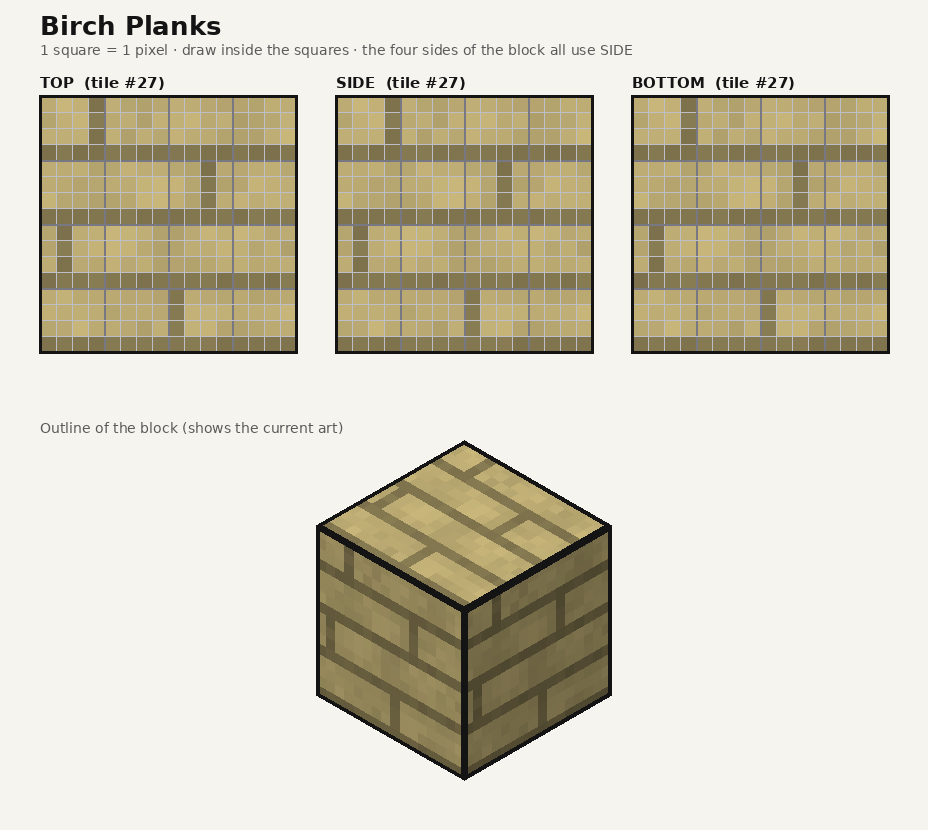 Birch Planks
1 square = 1 pixel · draw inside the squares · the four sides of the block all use SIDE
TOP (tile #27)
SIDE (tile #27)
BOTTOM (tile #27)
Outline of the block (shows the current art)